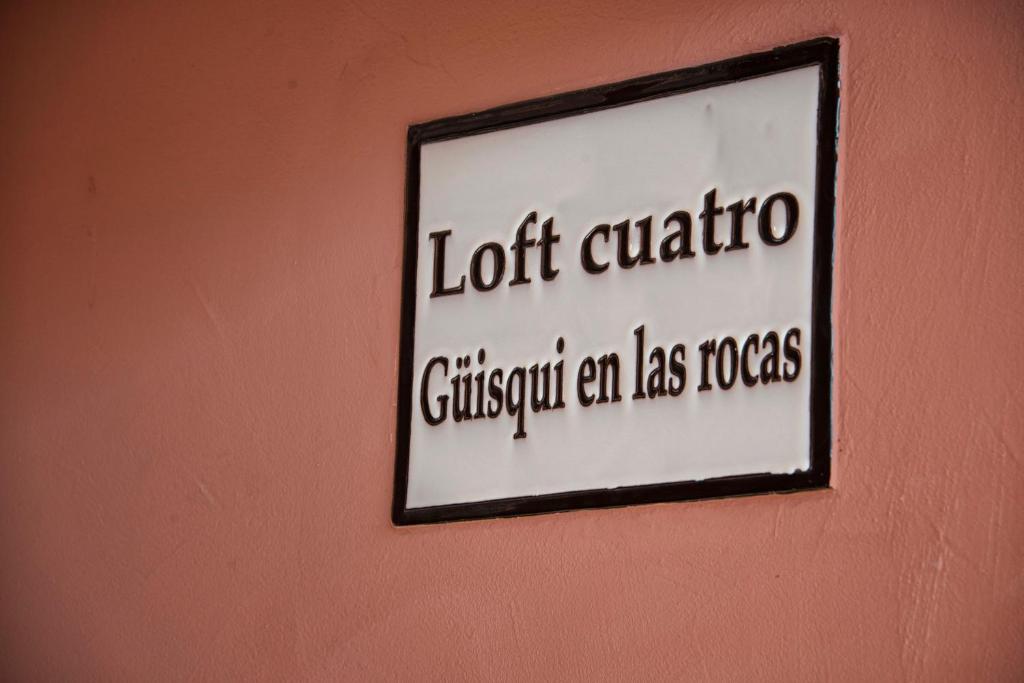 Loft cuatro
Güisqui en las rocas